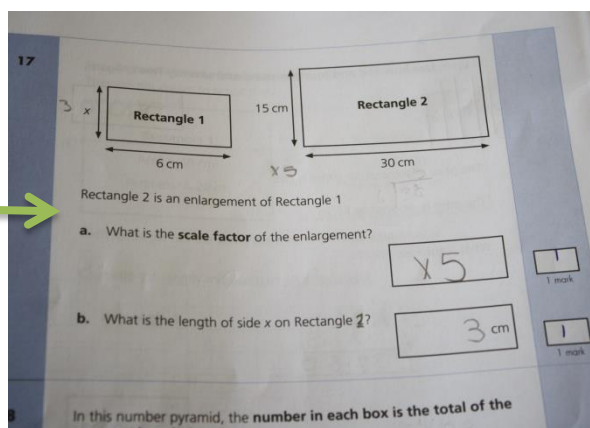 17
3 x Rectangle 1 15 cm Rectangle 2
6 cm x5 30 cm
Rectangle 2 is an enlargement of Rectangle 1
a. What is the scale factor of the enlargement?
x5
1
1 mark
b. What is the length of side x on Rectangle 1?
3 cm
1
1 mark
In this number pyramid, the number in each box is the total of the